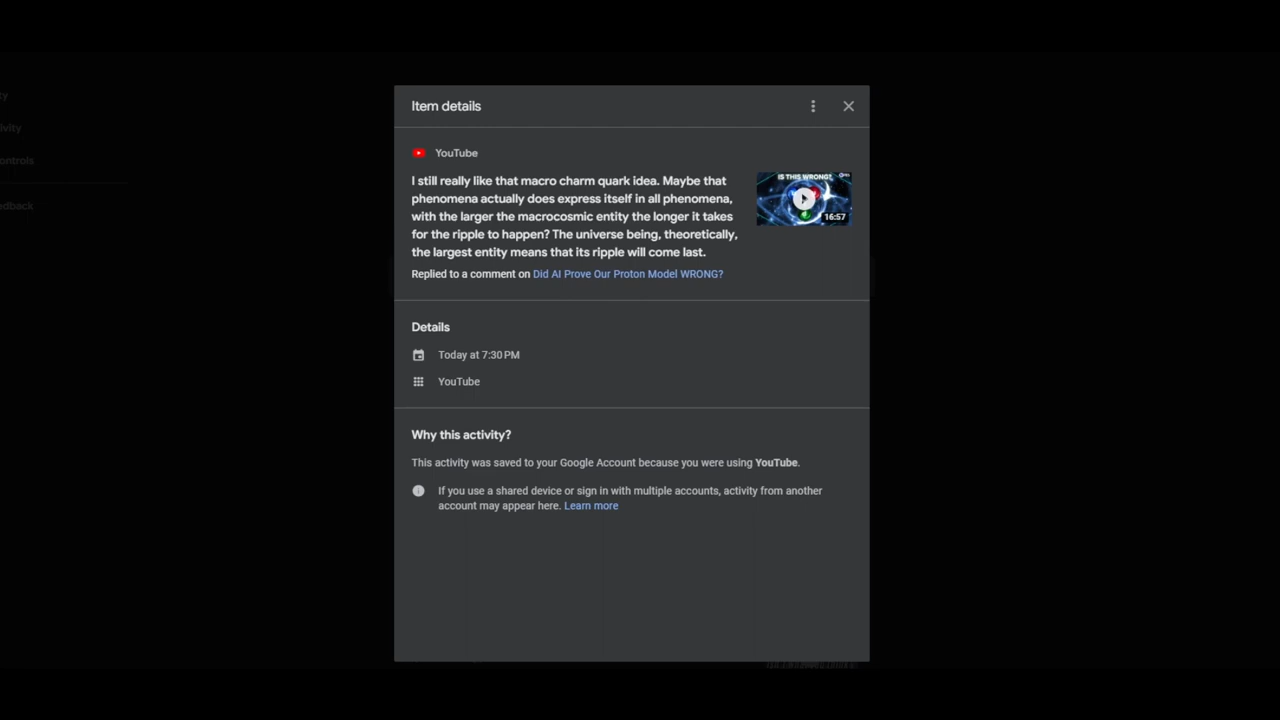 Item details
YouTube
I still really like that macro charm quark idea. Maybe that
phenomena actually does express itself in all phenomena,
with the larger the macrocosmic entity the longer it takes
for the ripple to happen? The universe being, theoretically,
the largest entity means that its ripple will come last.
IS THIS WRONG?
16:57
Replied to a comment on Did AI Prove Our Proton Model WRONG?
Details
Today at 7:30 PM
YouTube
Why this activity?
This activity was saved to your Google Account because you were using YouTube.
If you use a shared device or sign in with multiple accounts, activity from another
account may appear here. Learn more
ty
ivity
ontrols
edback